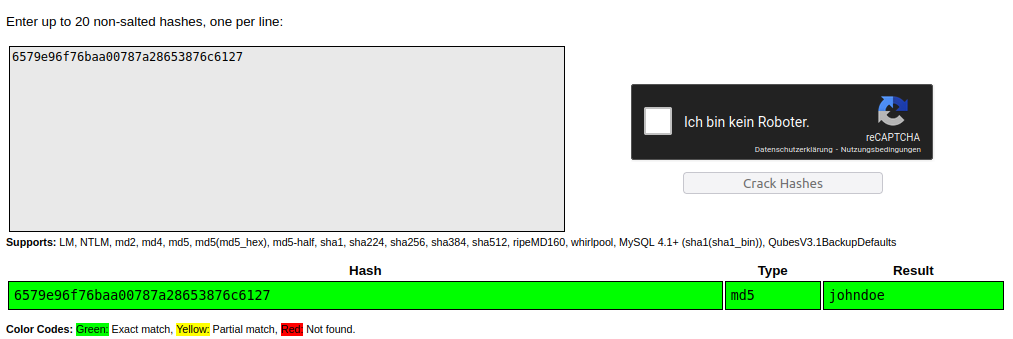 Enter up to 20 non-salted hashes, one per line:
6579e96f76baa00787a28653876c6127
Ich bin kein Roboter.
reCAPTCHA
Datenschutzerklärung - Nutzungsbedingungen
Crack Hashes
Supports: LM, NTLM, md2, md4, md5, md5(md5_hex), md5-half, sha1, sha224, sha256, sha384, sha512, ripeMD160, whirlpool, MySQL 4.1+ (sha1(sha1_bin)), QubesV3.1BackupDefaults
Hash Type Result
6579e96f76baa00787a28653876c6127 md5 johndoe
Color Codes: Green: Exact match, Yellow: Partial match, Red: Not found.